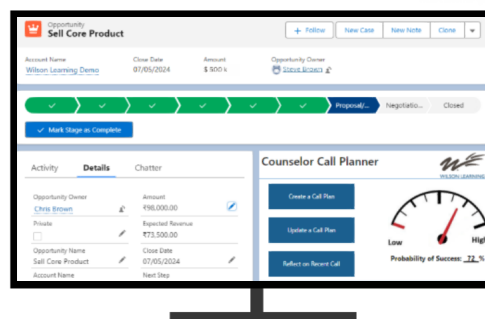 Opportunity
Sell Core Product
+ Follow
New Case
New Note
Clone
Account Name
Close Date
Amount
Opportunity Owner
Wilson Learning Demo
07/05/2024
$ 500 k
Steve Brown
Proposal/...
Negotiatio...
Closed
✓ Mark Stage as Complete
Activity
Details
Chatter
Opportunity Owner
Amount
Chris Brown
₹98,000.00
Private
Expected Revenue
₹73,500.00
Opportunity Name
Close Date
Sell Core Product
07/05/2024
Account Name
Next Step
Counselor Call Planner
WILSON LEARNING
Create a Call Plan
Update a Call Plan
Reflect on Recent Call
Low
High
Probability of Success: 72 %